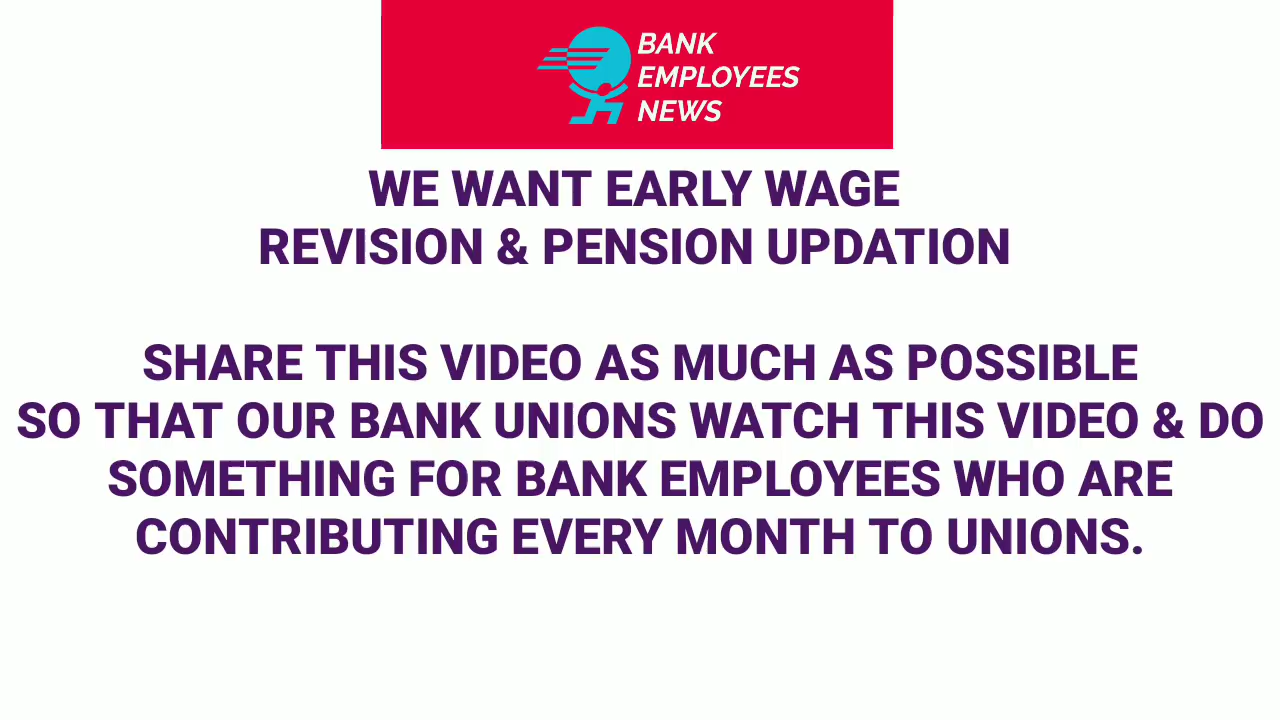 BANK
EMPLOYEES
NEWS
WE WANT EARLY WAGE
REVISION & PENSION UPDATION
SHARE THIS VIDEO AS MUCH AS POSSIBLE
SO THAT OUR BANK UNIONS WATCH THIS VIDEO & DO
SOMETHING FOR BANK EMPLOYEES WHO ARE
CONTRIBUTING EVERY MONTH TO UNIONS.